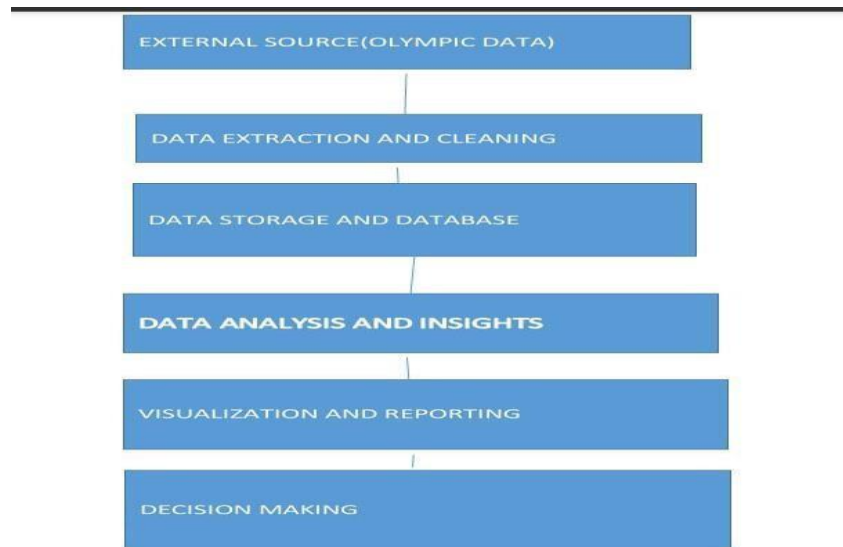 EXTERNAL SOURCE(OLYMPIC DATA)
DATA EXTRACTION AND CLEANING
DATA STORAGE AND DATABASE
DATA ANALYSIS AND INSIGHTS
VISUALIZATION AND REPORTING
DECISION MAKING